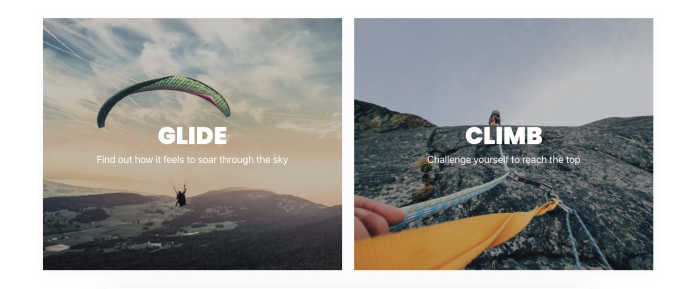 GLIDE
Find out how it feels to soar through the sky
CLIMB
Challenge yourself to reach the top